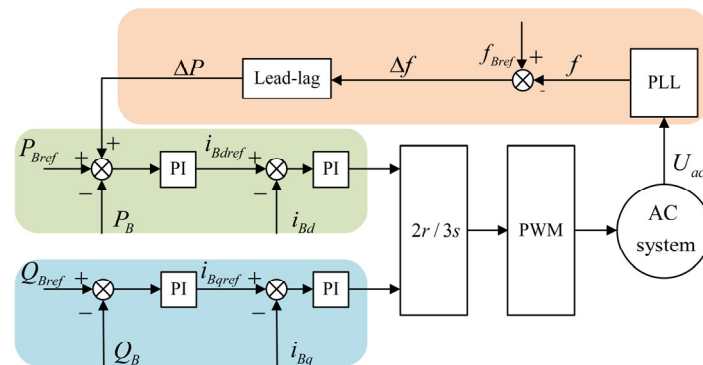 ΔP
Lead-lag
Δf
f_Bref
+
-
f
PLL
U_ac
P_Bref
+
+
−
P_B
PI
i_Bdref
+
−
i_Bd
PI
Q_Bref
+
−
Q_B
PI
i_Bqref
+
−
i_Bq
PI
2r / 3s
PWM
AC
system